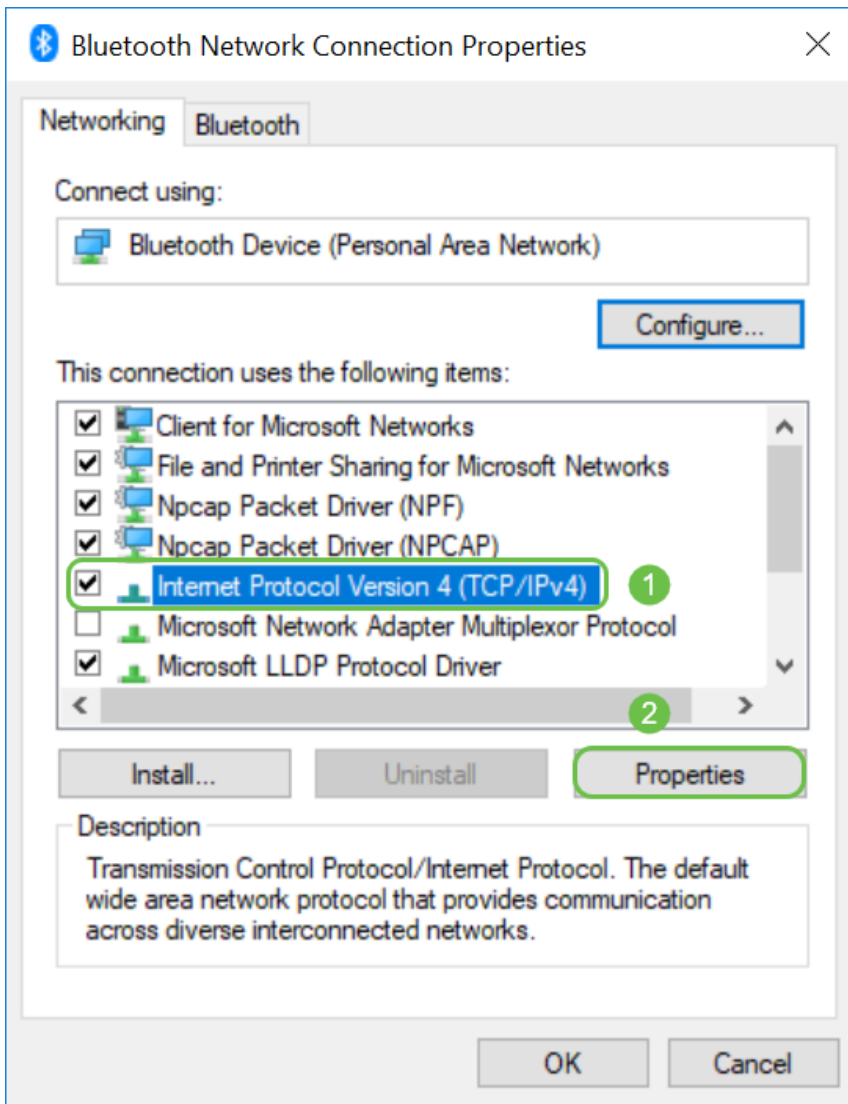 Bluetooth Network Connection Properties
Networking
Bluetooth
Connect using:
Bluetooth Device (Personal Area Network)
Configure...
This connection uses the following items:
Client for Microsoft Networks
File and Printer Sharing for Microsoft Networks
Npcap Packet Driver (NPF)
Npcap Packet Driver (NPCAP)
Internet Protocol Version 4 (TCP/IPv4) 1
Microsoft Network Adapter Multiplexor Protocol
Microsoft LLDP Protocol Driver
2
Install...
Uninstall
Properties
Description
Transmission Control Protocol/Internet Protocol. The default
wide area network protocol that provides communication
across diverse interconnected networks.
OK
Cancel